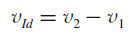 v_{Id} = v_2 − v_1